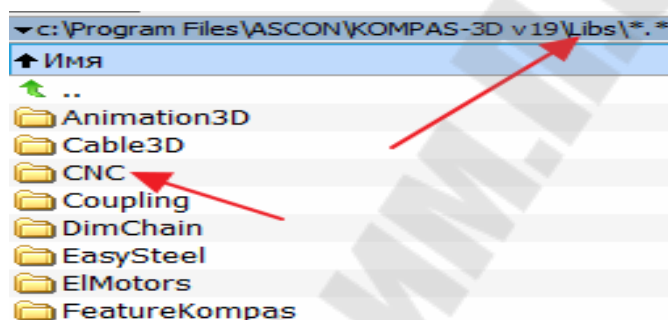 c:\Program Files\ASCON\KOMPAS-3D v19\Libs\*.*
Имя
..
Animation3D
Cable3D
CNC
Coupling
DimChain
EasySteel
ElMotors
FeatureKompas